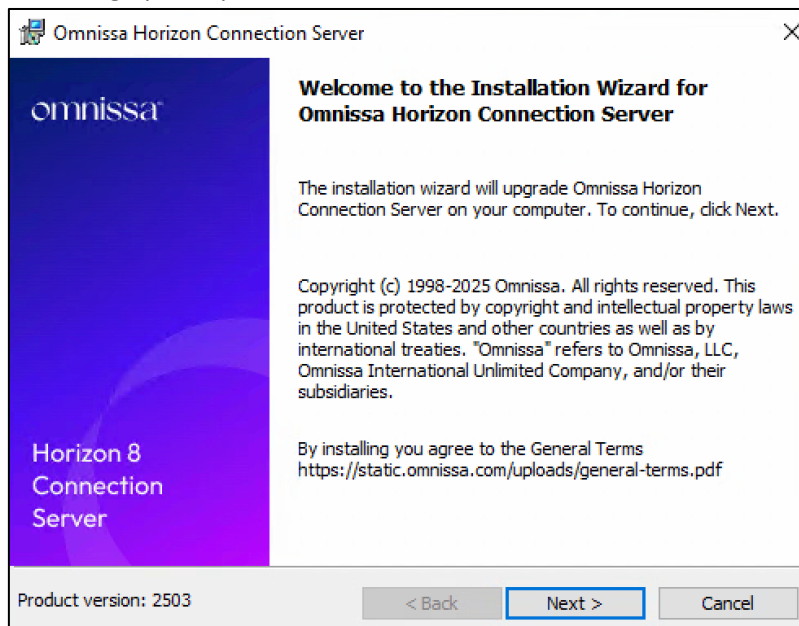 Omnissa Horizon Connection Server
omnissa
Welcome to the Installation Wizard for
Omnissa Horizon Connection Server
The installation wizard will upgrade Omnissa Horizon
Connection Server on your computer. To continue, click Next.
Copyright (c) 1998-2025 Omnissa. All rights reserved. This
product is protected by copyright and intellectual property laws
in the United States and other countries as well as by
international treaties. "Omnissa" refers to Omnissa, LLC,
Omnissa International Unlimited Company, and/or their
subsidiaries.
By installing you agree to the General Terms
https://static.omnissa.com/uploads/general-terms.pdf
Horizon 8
Connection
Server
Product version: 2503
< Back
Next >
Cancel